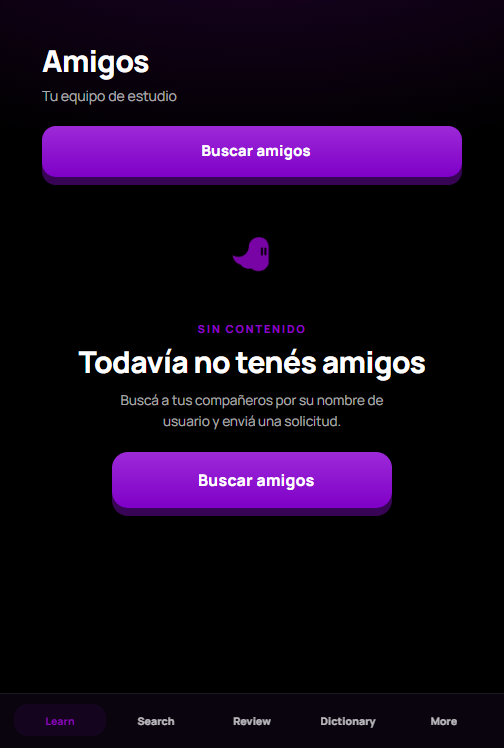 Amigos
Tu equipo de estudio
Buscar amigos
SIN CONTENIDO
Todavía no tenés amigos
Buscá a tus compañeros por su nombre de
usuario y enviá una solicitud.
Buscar amigos
Learn
Search
Review
Dictionary
More